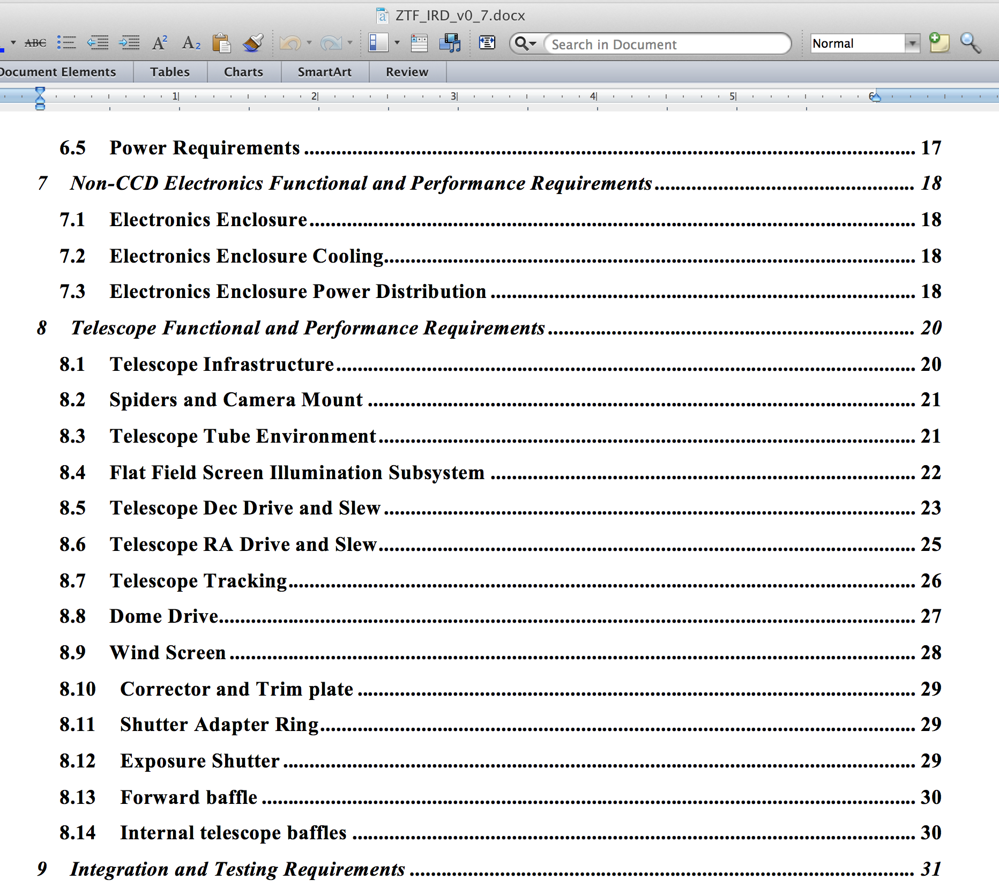 ZTF_IRD_v0_7.docx
ABC A2 A2 Search in Document Normal
Document Elements Tables Charts SmartArt Review
1 2 3 4 5 6
6.5 Power Requirements 17
7 Non-CCD Electronics Functional and Performance Requirements 18
7.1 Electronics Enclosure 18
7.2 Electronics Enclosure Cooling 18
7.3 Electronics Enclosure Power Distribution 18
8 Telescope Functional and Performance Requirements 20
8.1 Telescope Infrastructure 20
8.2 Spiders and Camera Mount 21
8.3 Telescope Tube Environment 21
8.4 Flat Field Screen Illumination Subsystem 22
8.5 Telescope Dec Drive and Slew 23
8.6 Telescope RA Drive and Slew 25
8.7 Telescope Tracking 26
8.8 Dome Drive 27
8.9 Wind Screen 28
8.10 Corrector and Trim plate 29
8.11 Shutter Adapter Ring 29
8.12 Exposure Shutter 29
8.13 Forward baffle 30
8.14 Internal telescope baffles 30
9 Integration and Testing Requirements 31